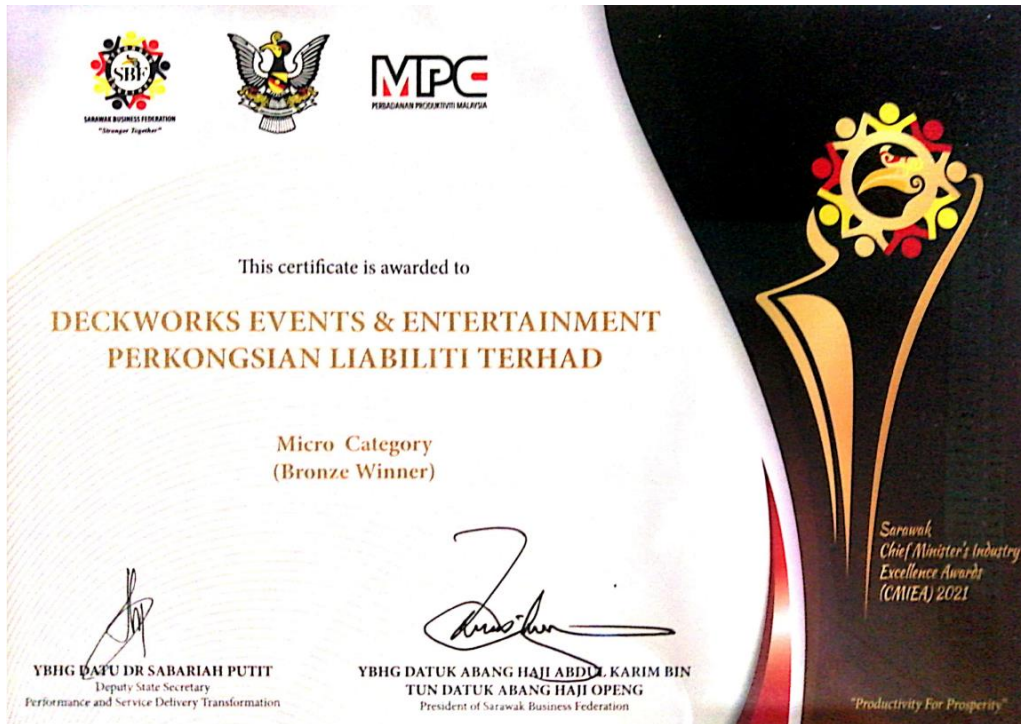 SBF
SARAWAK BUSINESS FEDERATION
"Stronger Together"
MPC
PERBADANAN PRODUKTIVITI MALAYSIA
This certificate is awarded to
DECKWORKS EVENTS & ENTERTAINMENT
PERKONGSIAN LIABILITI TERHAD
Micro Category
(Bronze Winner)
YBHG DATU DR SABARIAH PUTIT
Deputy State Secretary
Performance and Service Delivery Transformation
YBHG DATUK ABANG HAJI ABDUL KARIM BIN
TUN DATUK ABANG HAJI OPENG
President of Sarawak Business Federation
Sarawak
Chief Minister's Industry
Excellence Awards
(CMIEA) 2021
"Productivity For Prosperity"